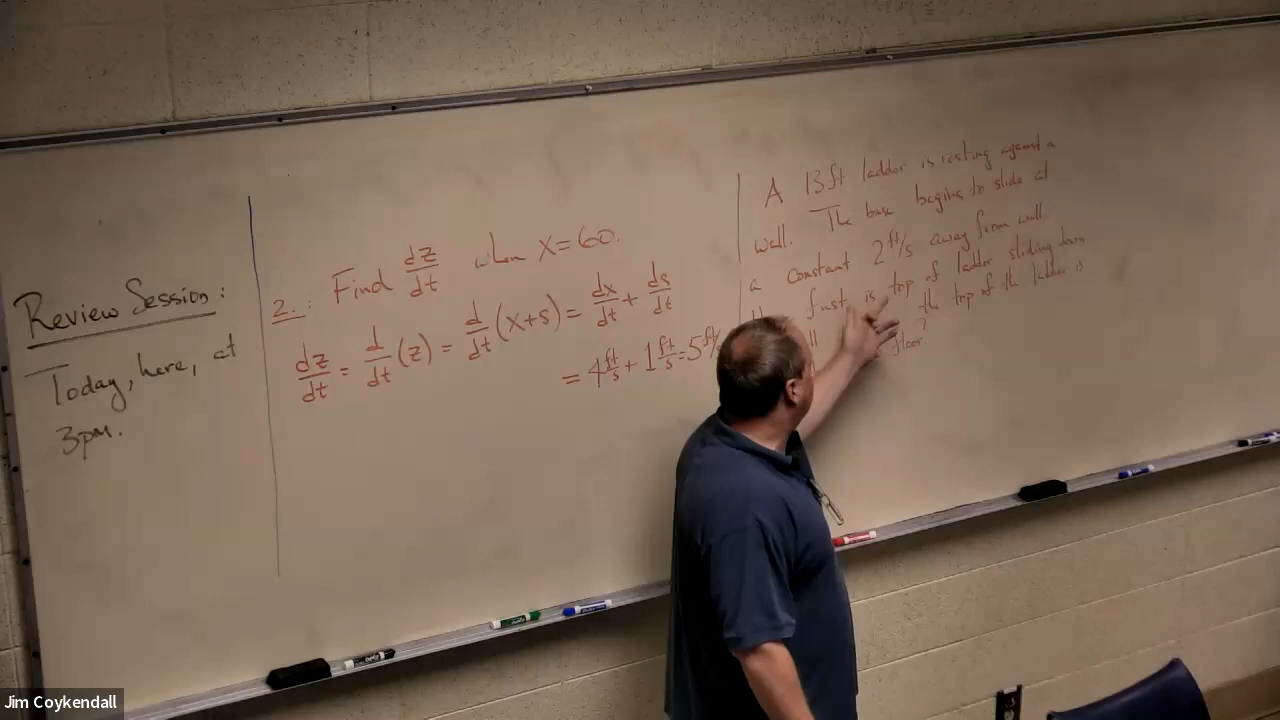 Review Session:
Today, here, at
3pm.
2.: Find dz/dt when x=60.
dz/dt = d/dt (z) = d/dt (x+s) = dx/dt + ds/dt
= 4 ft/s + 1 ft/s = 5 ft/s
A 13 ft ladder is resting against a
wall. The base begins to slide at
a constant 2 ft/s away from wall.
fast is top of ladder sliding down
the top of the ladder is
floor?
Jim Coykendall